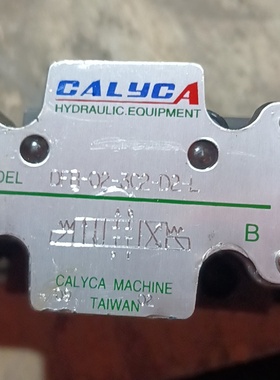 CALYCA
HYDRAULIC.EQUIPMENT
DEL DFB-02-3C2-D2-L
B
CALYCA MACHINE
TAIWAN